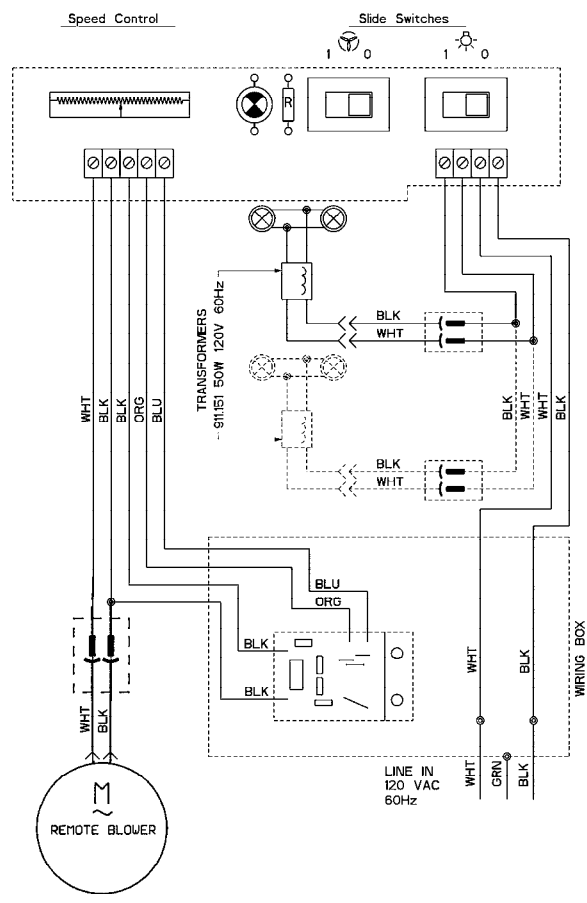 Speed Control
Slide Switches
1 0
1 0
R
TRANSFORMERS
911.151 50W 120V 60Hz
BLK
WHT
BLK
WHT
WHT
BLK
BLK
ORG
BLU
BLK
WHT
WHT
BLK
BLU
ORG
BLK
BLK
WHT
BLK
WIRING BOX
WHT
BLK
LINE IN
120 VAC
60Hz
WHT
GRN
BLK
M
~
REMOTE BLOWER